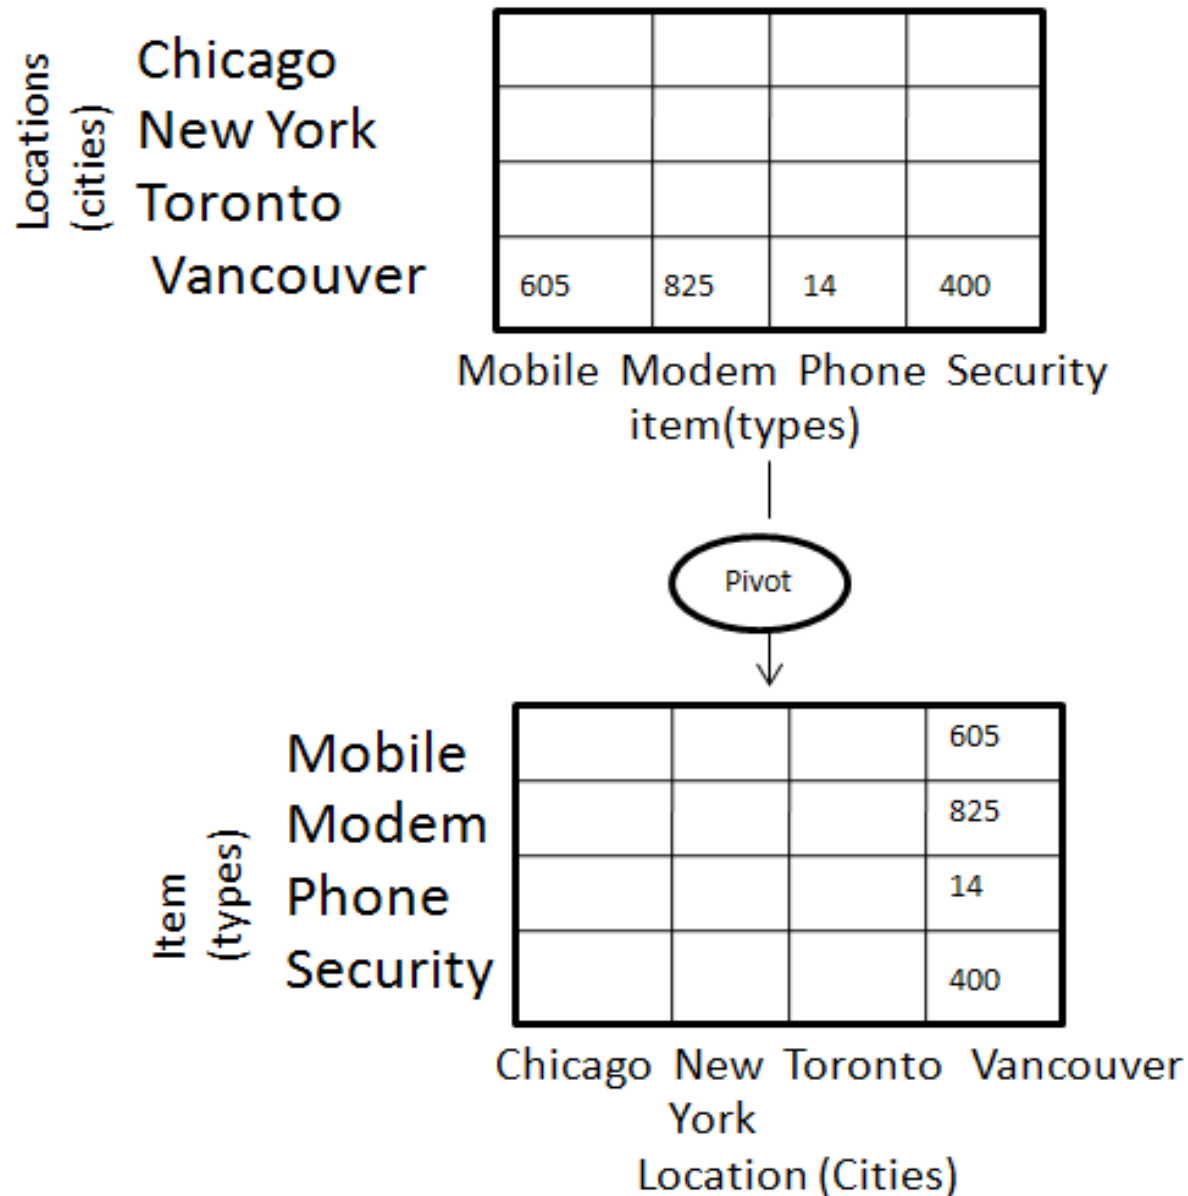 Locations
(cities)
Chicago
New York
Toronto
Vancouver
605 825 14 400
Mobile Modem Phone Security
item(types)
Pivot
Item
(types)
Mobile
Modem
Phone
Security
605
825
14
400
Chicago New Toronto Vancouver
York
Location (Cities)